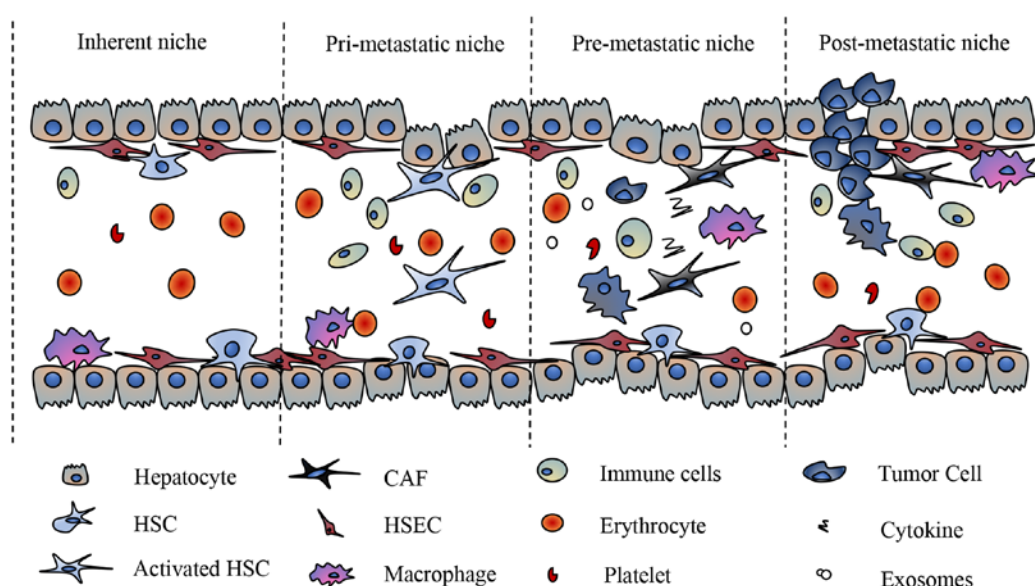 Inherent niche
Pri-metastatic niche
Pre-metastatic niche
Post-metastatic niche
Hepatocyte
CAF
Immune cells
Tumor Cell
HSC
HSEC
Erythrocyte
Cytokine
Activated HSC
Macrophage
Platelet
Exosomes